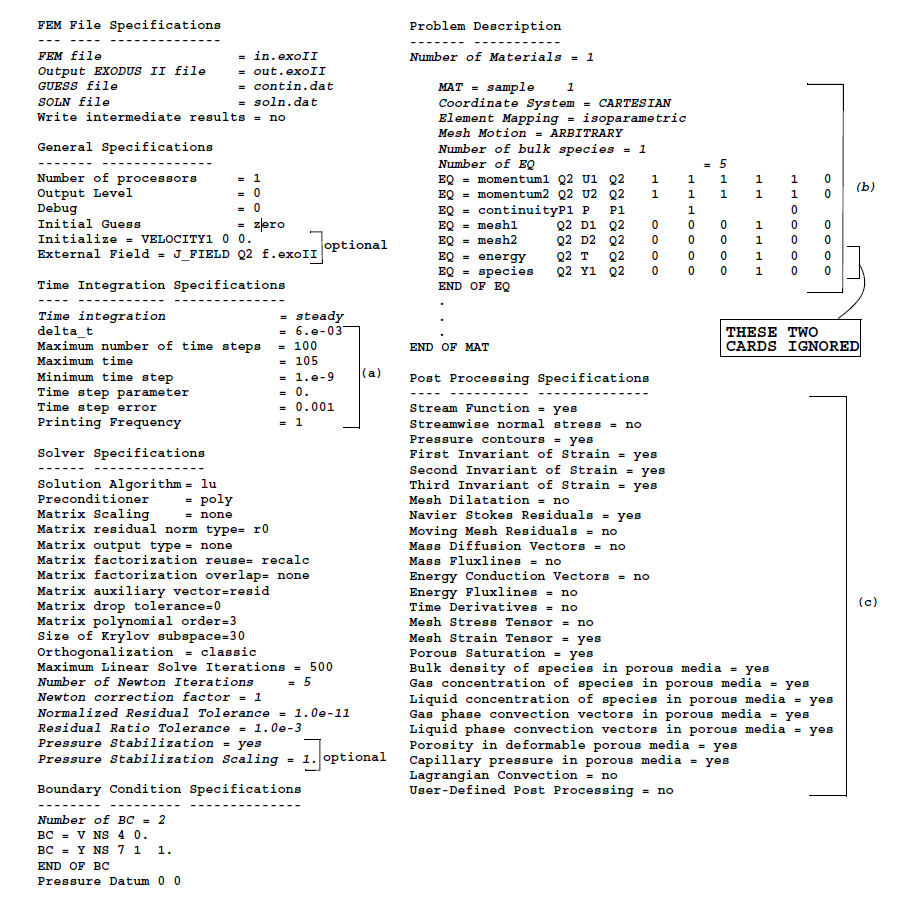 FEM File Specifications
--- ---- --------------
FEM file = in.exoII
Output EXODUS II file = out.exoII
GUESS file = contin.dat
SOLN file = soln.dat
Write intermediate results = no
General Specifications
------- --------------
Number of processors = 1
Output Level = 0
Debug = 0
Initial Guess = zero
Initialize = VELOCITY1 0 0.
External Field = J_FIELD Q2 f.exoII
optional
Time Integration Specifications
---- ----------- --------------
Time integration = steady
delta_t = 6.e-03
Maximum number of time steps = 100
Maximum time = 105
Minimum time step = 1.e-9
Time step parameter = 0.
Time step error = 0.001
Printing Frequency = 1
(a)
Solver Specifications
------ --------------
Solution Algorithm = lu
Preconditioner = poly
Matrix Scaling = none
Matrix residual norm type= r0
Matrix output type = none
Matrix factorization reuse= recalc
Matrix factorization overlap= none
Matrix auxiliary vector=resid
Matrix drop tolerance=0
Matrix polynomial order=3
Size of Krylov subspace=30
Orthogonalization = classic
Maximum Linear Solve Iterations = 500
Number of Newton Iterations = 5
Newton correction factor = 1
Normalized Residual Tolerance = 1.0e-11
Residual Ratio Tolerance = 1.0e-3
Pressure Stabilization = yes
Pressure Stabilization Scaling = 1.
optional
Boundary Condition Specifications
-------- --------- --------------
Number of BC = 2
BC = V NS 4 0.
BC = Y NS 7 1 1.
END OF BC
Pressure Datum 0 0
Problem Description
------- -----------
Number of Materials = 1
MAT = sample 1
Coordinate System = CARTESIAN
Element Mapping = isoparametric
Mesh Motion = ARBITRARY
Number of bulk species = 1
Number of EQ = 5
EQ = momentum1 Q2 U1 Q2 1 1 1 1 1 0
EQ = momentum2 Q2 U2 Q2 1 1 1 1 1 0
EQ = continuityP1 P P1 1 0
EQ = mesh1 Q2 D1 Q2 0 0 0 1 0 0
EQ = mesh2 Q2 D2 Q2 0 0 0 1 0 0
EQ = energy Q2 T Q2 0 0 0 1 0 0
EQ = species Q2 Y1 Q2 0 0 0 1 0 0
END OF EQ
.
.
.
END OF MAT
(b)
THESE TWO
CARDS IGNORED
Post Processing Specifications
---- ---------- --------------
Stream Function = yes
Streamwise normal stress = no
Pressure contours = yes
First Invariant of Strain = yes
Second Invariant of Strain = yes
Third Invariant of Strain = yes
Mesh Dilatation = no
Navier Stokes Residuals = yes
Moving Mesh Residuals = no
Mass Diffusion Vectors = no
Mass Fluxlines = no
Energy Conduction Vectors = no
Energy Fluxlines = no
Time Derivatives = no
Mesh Stress Tensor = no
Mesh Strain Tensor = yes
Porous Saturation = yes
Bulk density of species in porous media = yes
Gas concentration of species in porous media = yes
Liquid concentration of species in porous media = yes
Gas phase convection vectors in porous media = yes
Liquid phase convection vectors in porous media = yes
Porosity in deformable porous media = yes
Capillary pressure in porous media = yes
Lagrangian Convection = no
User-Defined Post Processing = no
(c)